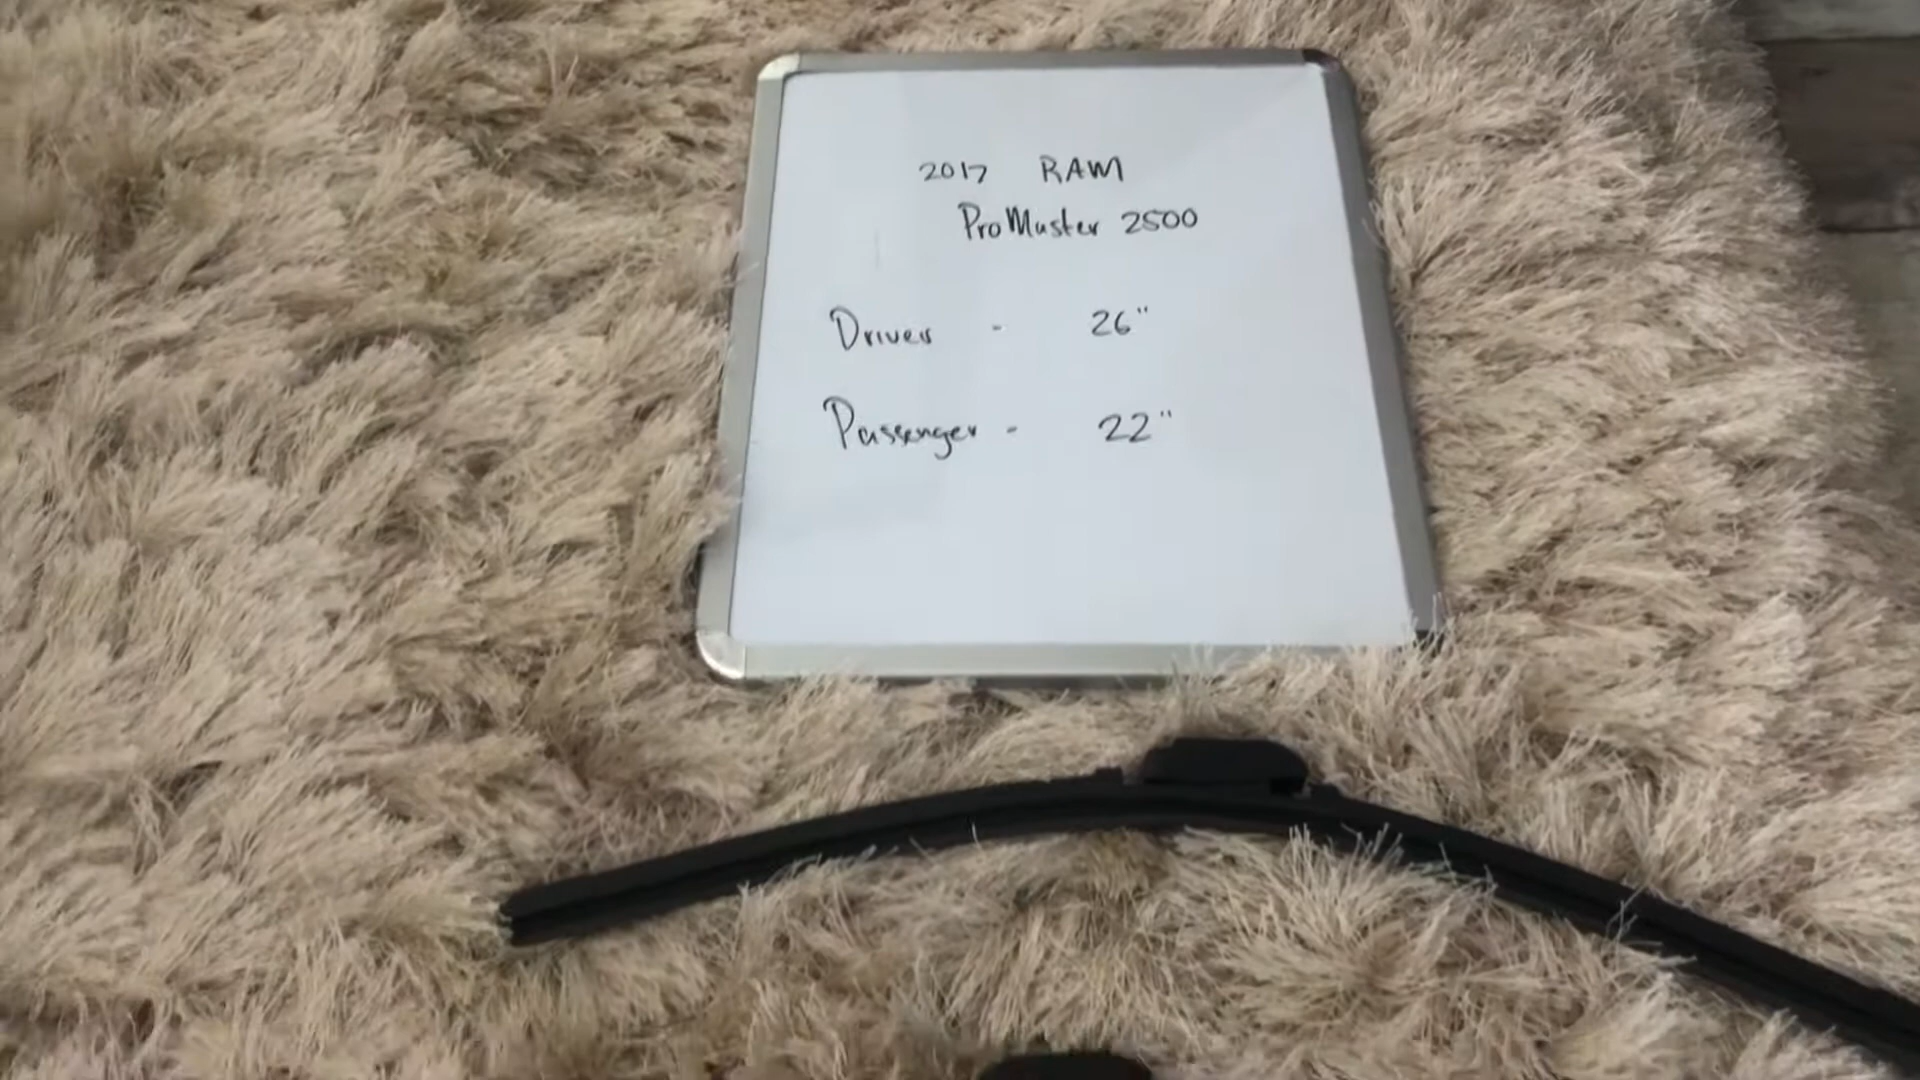 2017 RAM
ProMaster 2500
Driver - 26"
Passenger - 22"